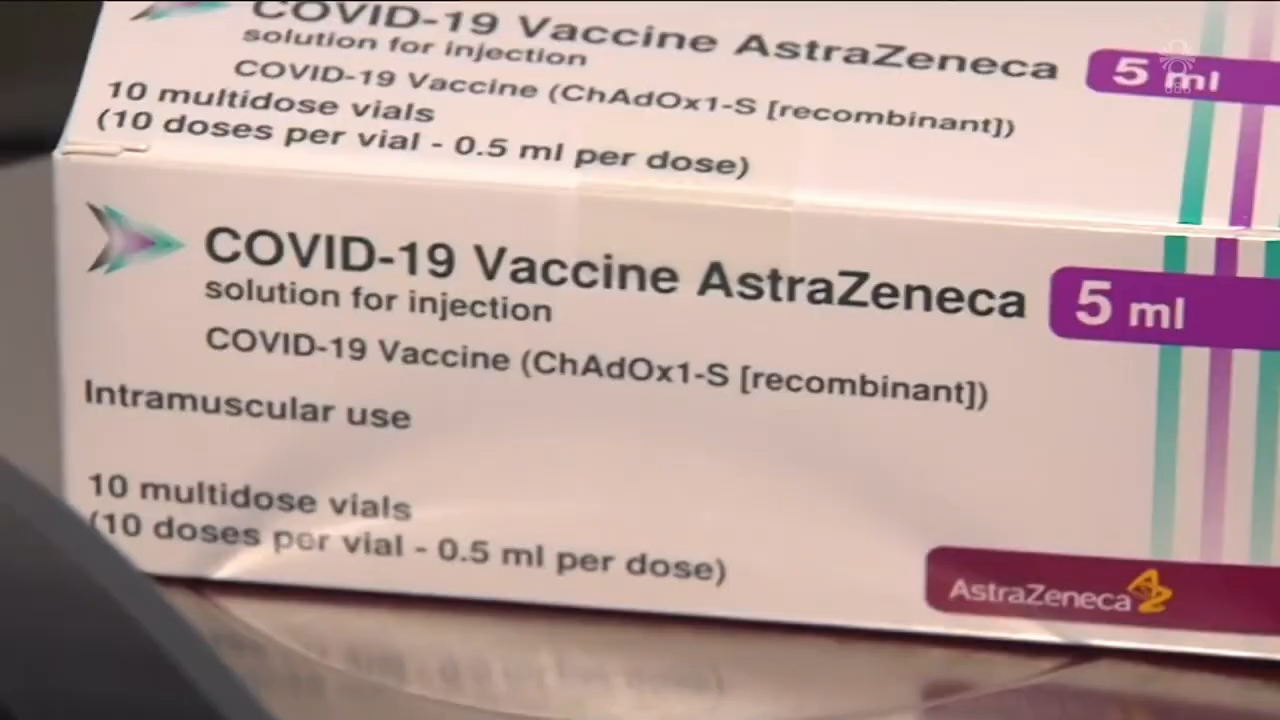 COVID-19 Vaccine AstraZeneca
5 ml
solution for injection
COVID-19 Vaccine (ChAdOx1-S [recombinant])
10 multidose vials
(10 doses per vial - 0.5 ml per dose)
COVID-19 Vaccine AstraZeneca
5 ml
solution for injection
COVID-19 Vaccine (ChAdOx1-S [recombinant])
Intramuscular use
10 multidose vials
(10 doses per vial - 0.5 ml per dose)
AstraZeneca